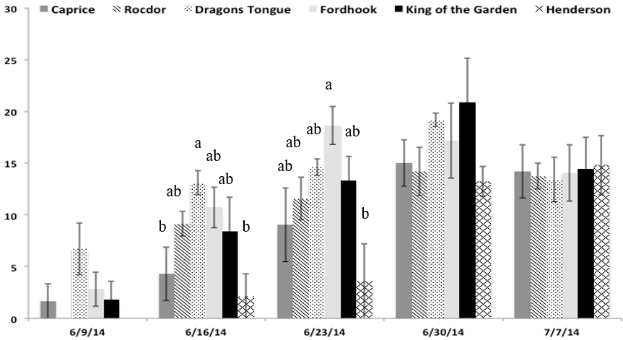 30 Caprice Rocdor Dragons Tongue Fordhook King of the Garden Henderson
25
a
20
a ab ab ab
ab ab ab
15
ab
10
b b b
5
0
6/9/14 6/16/14 6/23/14 6/30/14 7/7/14